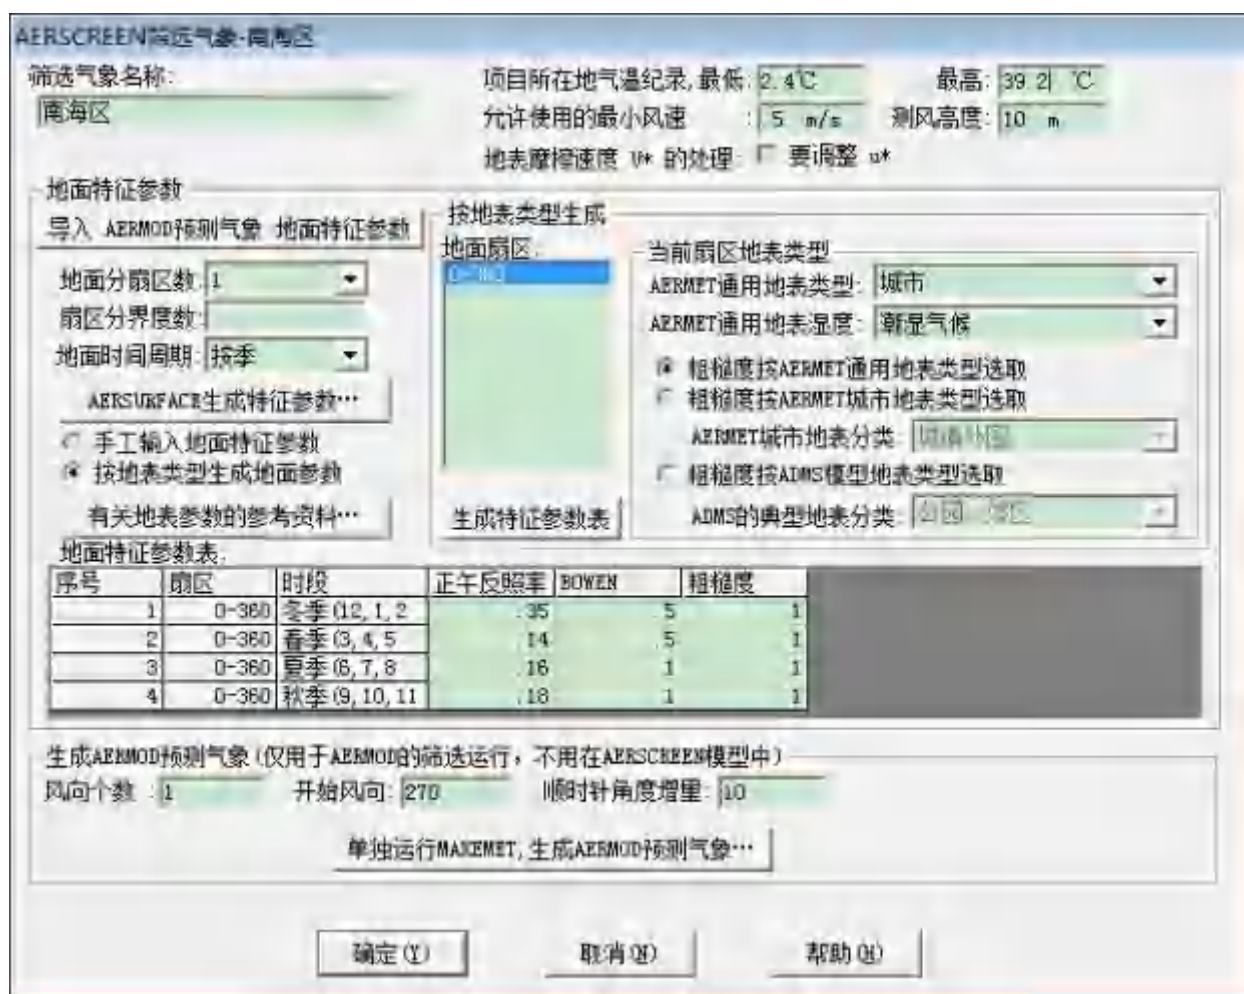 AERSCREEN筛选气象-南海区
筛选气象名称:
南海区
项目所在地气温纪录,最低: 2.4℃ 最高: 39.2 ℃
允许使用的最小风速 : .5 m/s 测风高度: 10 m
地表摩擦速度 U* 的处理: 要调整 u*
地面特征参数
导入 AERMOD预测气象 地面特征参数
地面分扇区数: 1
扇区分界度数:
地面时间周期: 按季
AERSURFACE生成特征参数…
手工输入地面特征参数
按地表类型生成地面参数
有关地表参数的参考资料…
按地表类型生成
地面扇区:
0-360
生成特征参数表
当前扇区地表类型
AERMET通用地表类型: 城市
AERMET通用地表湿度: 潮湿气候
粗糙度按AERMET通用地表类型选取
粗糙度按AERMET城市地表类型选取
AERMET城市地表分类:
粗糙度按ADMS模型地表类型选取
ADMS的典型地表分类: 公园
地面特征参数表:
序号 扇区 时段 正午反照率 BOWEN 粗糙度
1 0-360 冬季(12,1,2 .35 .5 1
2 0-360 春季(3,4,5 .14 .5 1
3 0-360 夏季(6,7,8 .16 1 1
4 0-360 秋季(9,10,11 .18 1 1
生成AERMOD预测气象(仅用于AERMOD的筛选运行，不用在AERSCREEN模型中)
风向个数 : 1 开始风向: 270 顺时针角度增量: 10
单独运行MAKEMET,生成AERMOD预测气象…
确定(Y) 取消(N) 帮助(H)